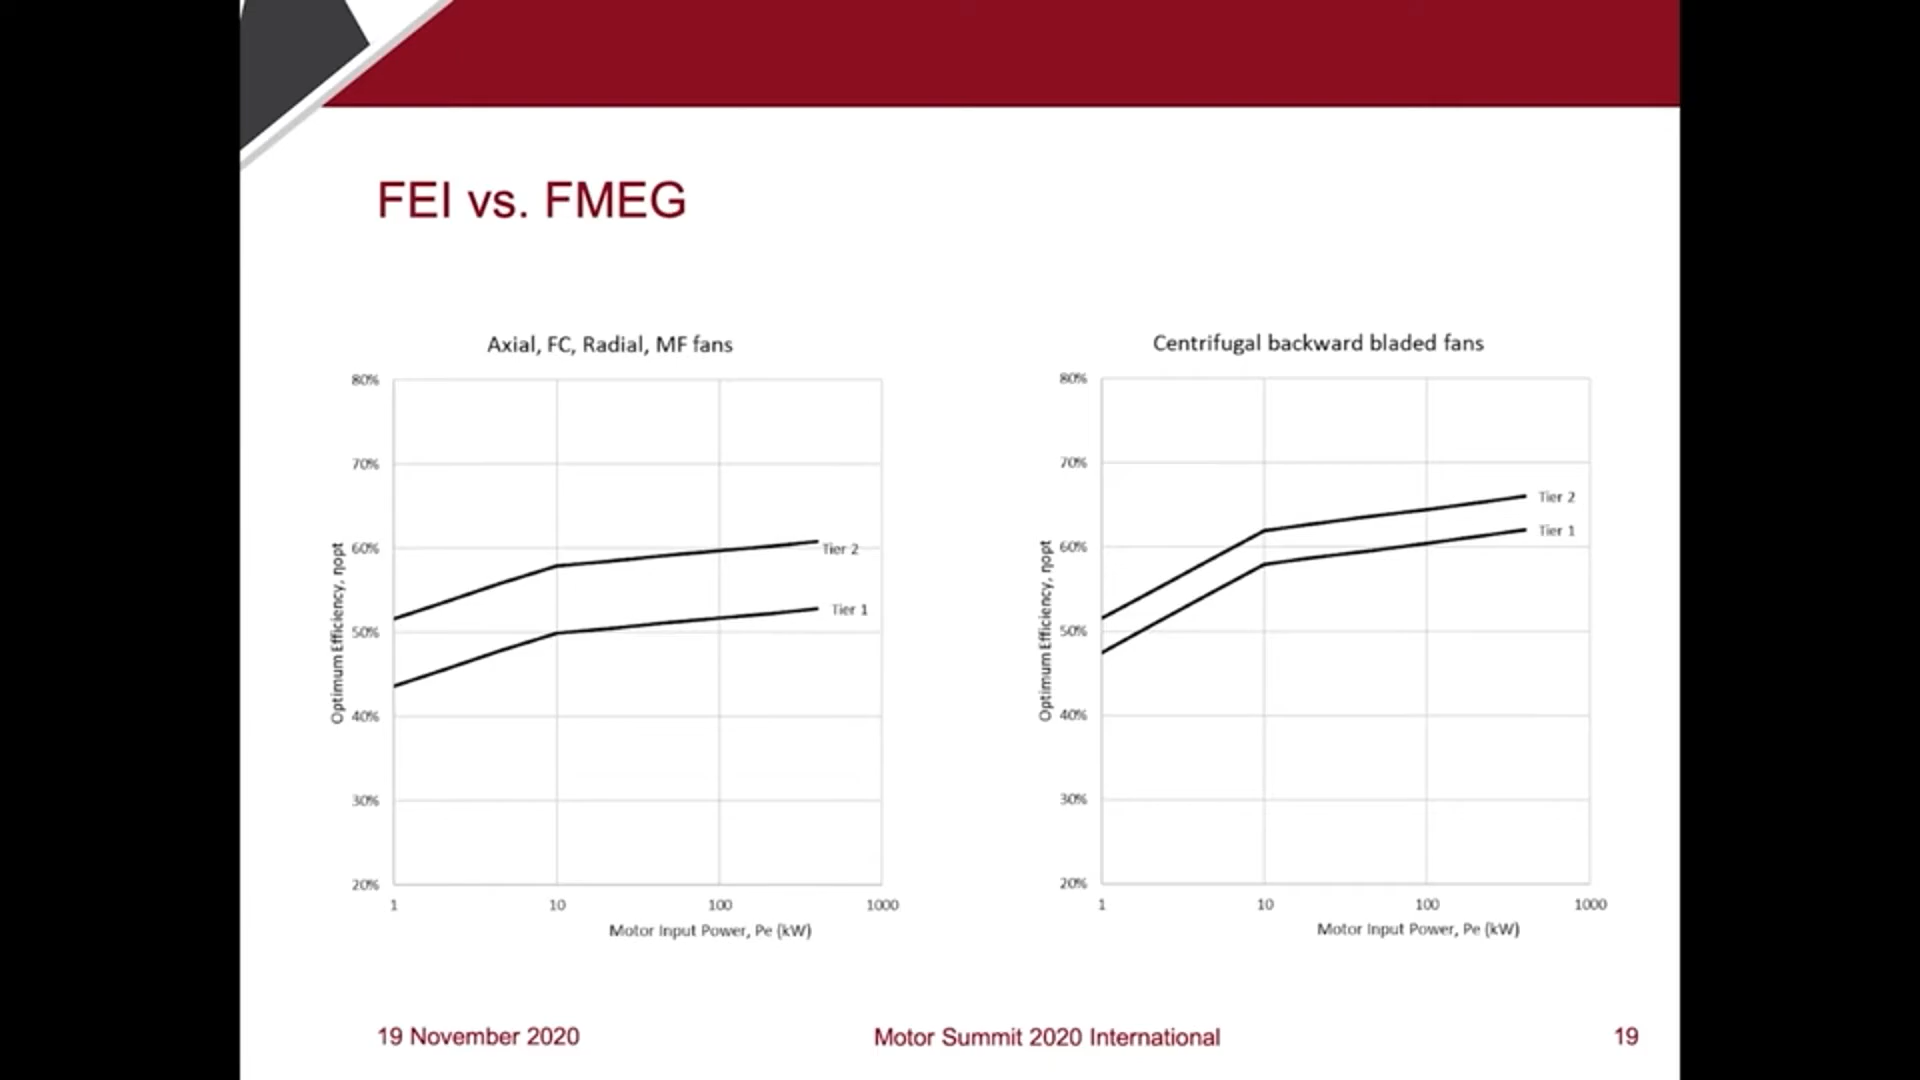 FEI vs. FMEG
Axial, FC, Radial, MF fans
80%
70%
60%
50%
40%
30%
20%
Optimum Efficiency, ηopt
Tier 2
Tier 1
1 10 100 1000
Motor Input Power, Pe (kW)
Centrifugal backward bladed fans
80%
70%
60%
50%
40%
30%
20%
Optimum Efficiency, ηopt
Tier 2
Tier 1
1 10 100 1000
Motor Input Power, Pe (kW)
19 November 2020
Motor Summit 2020 International
19